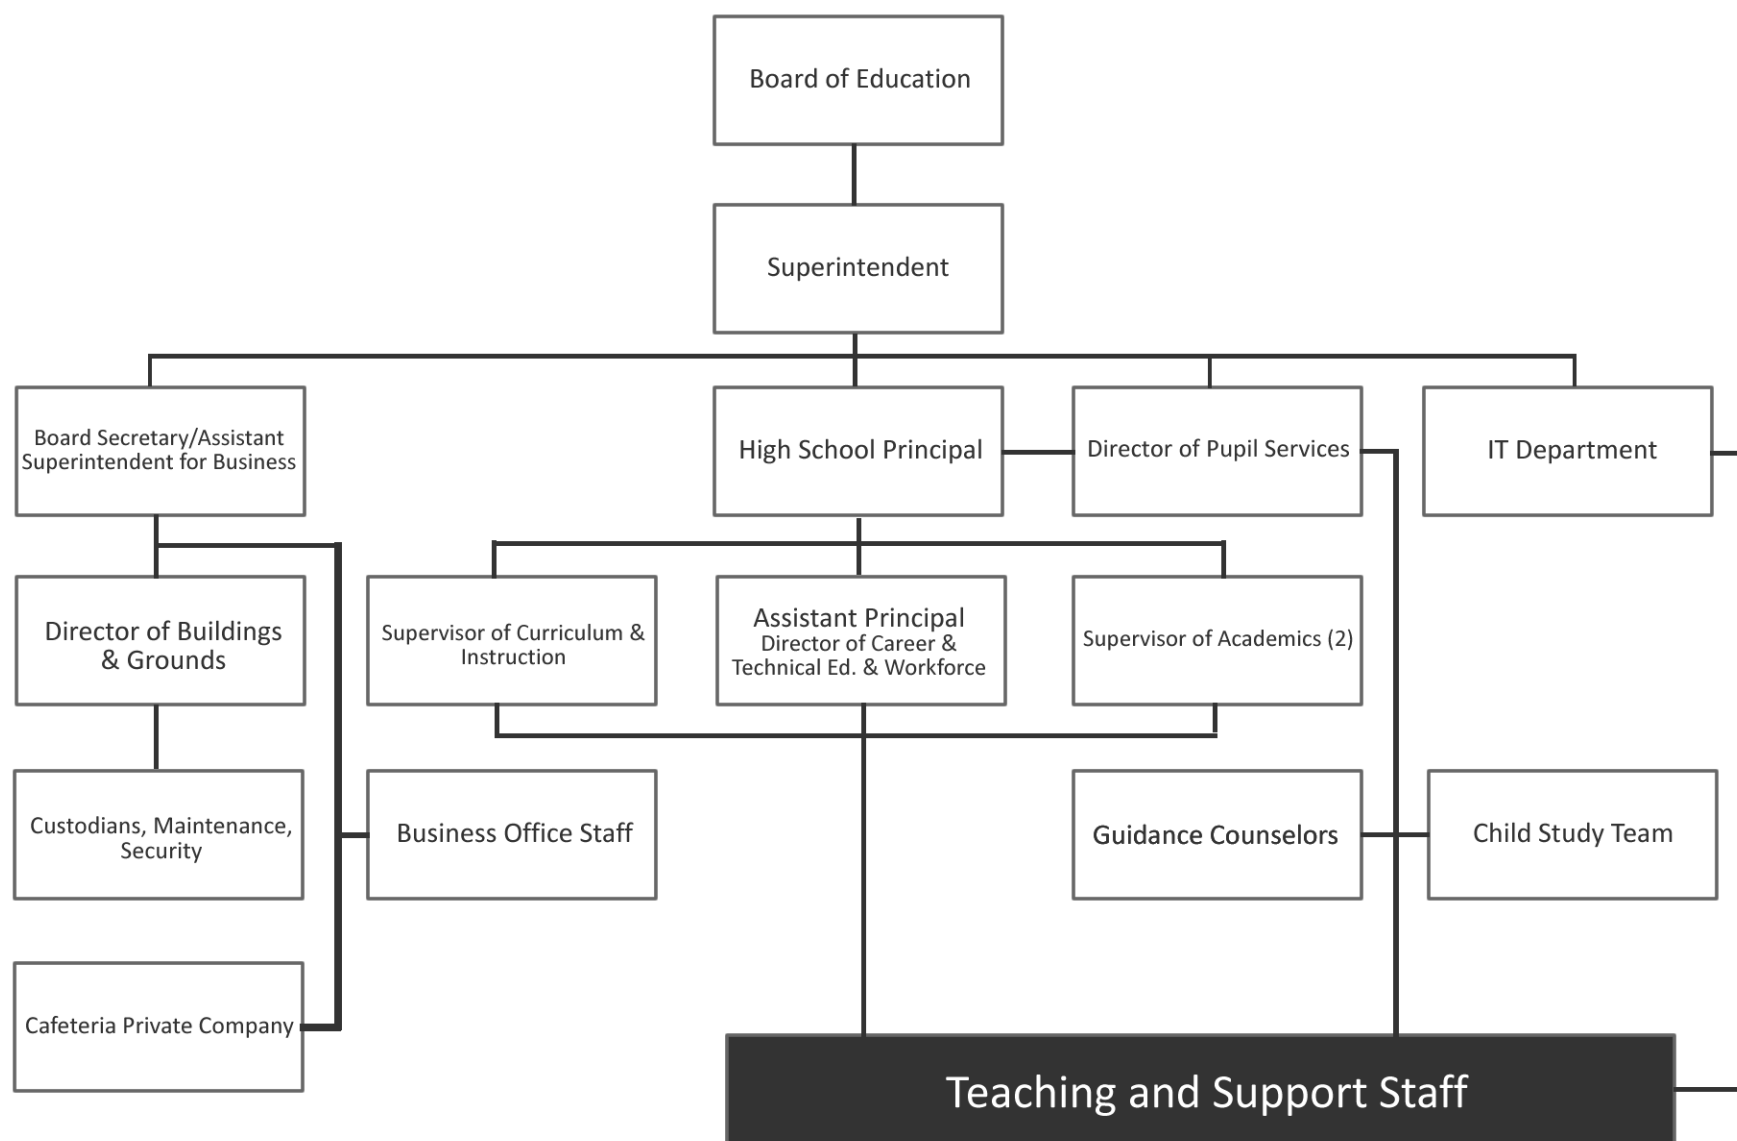 Board of Education
Superintendent
Board Secretary/Assistant
Superintendent for Business
High School Principal
Director of Pupil Services
IT Department
Director of Buildings
& Grounds
Supervisor of Curriculum &
Instruction
Assistant Principal
Director of Career &
Technical Ed. & Workforce
Supervisor of Academics (2)
Custodians, Maintenance,
Security
Business Office Staff
Guidance Counselors
Child Study Team
Cafeteria Private Company
Teaching and Support Staff